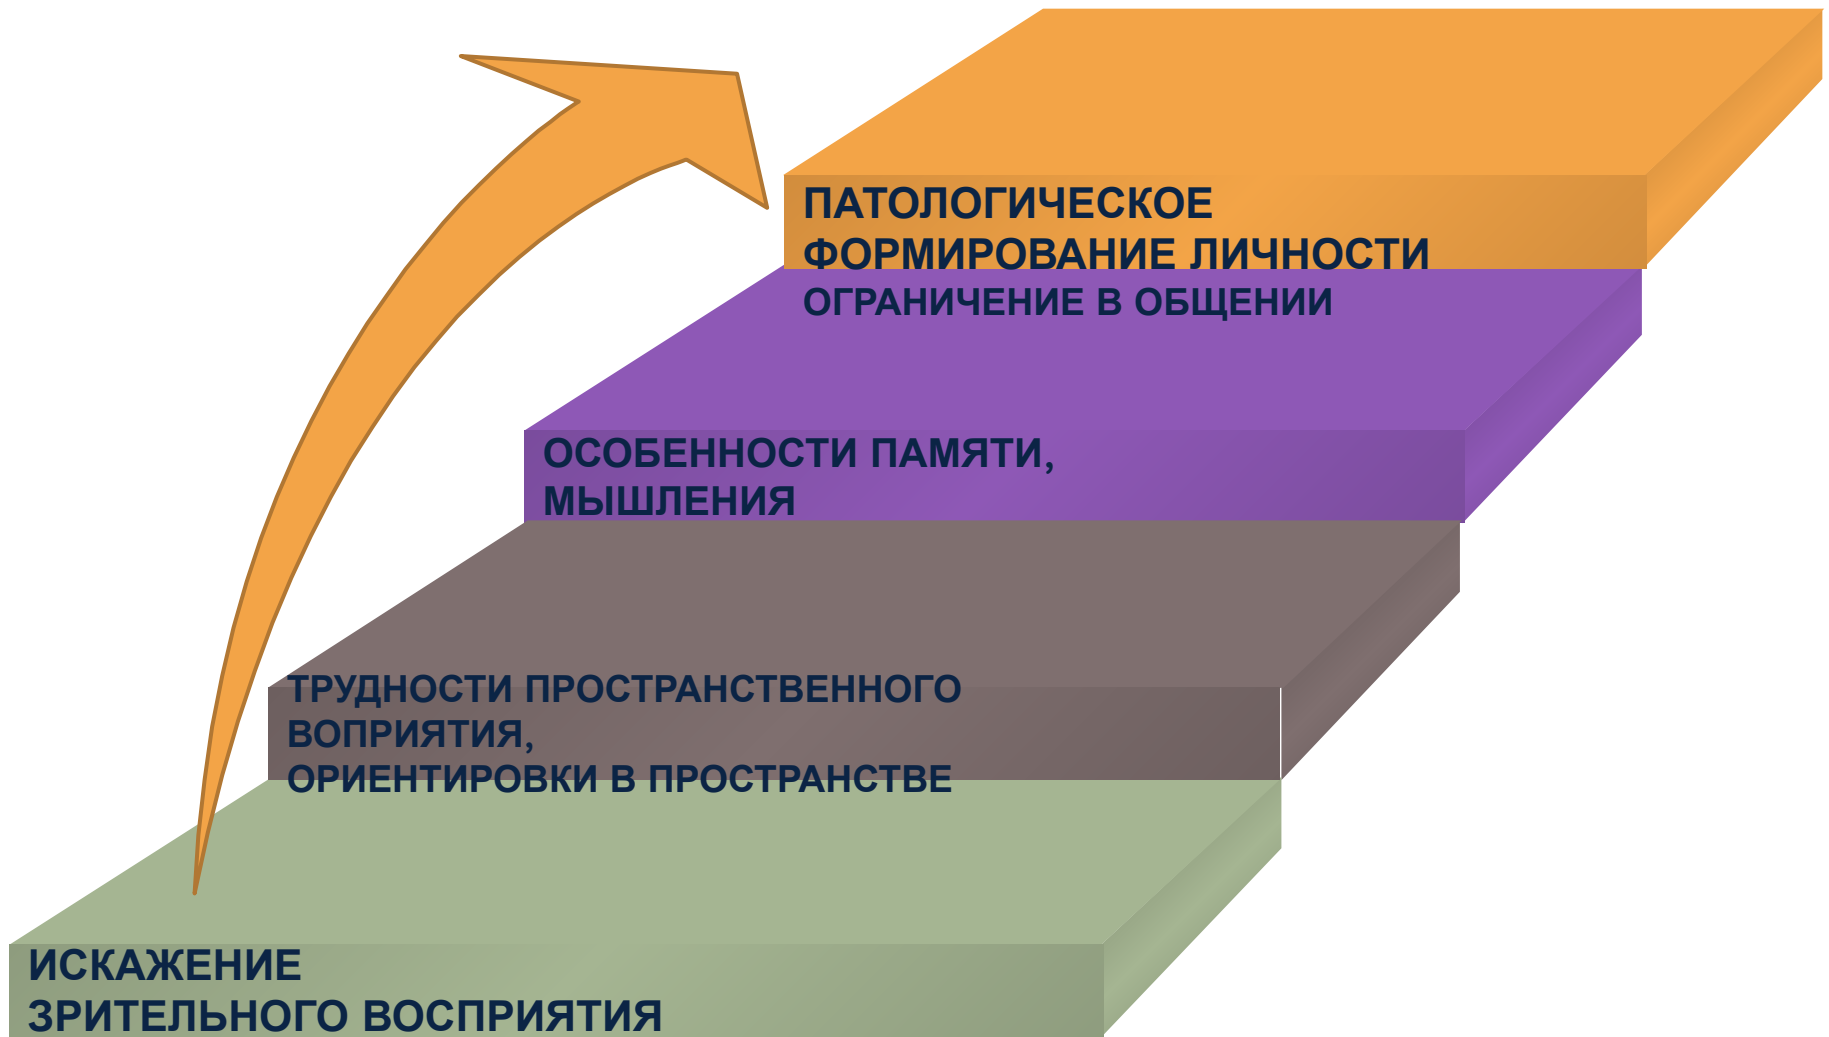 ПАТОЛОГИЧЕСКОЕ
ФОРМИРОВАНИЕ ЛИЧНОСТИ
ОГРАНИЧЕНИЕ В ОБЩЕНИИ
ОСОБЕННОСТИ ПАМЯТИ,
МЫШЛЕНИЯ
ТРУДНОСТИ ПРОСТРАНСТВЕННОГО
ВОПРИЯТИЯ,
ОРИЕНТИРОВКИ В ПРОСТРАНСТВЕ
ИСКАЖЕНИЕ
ЗРИТЕЛЬНОГО ВОСПРИЯТИЯ